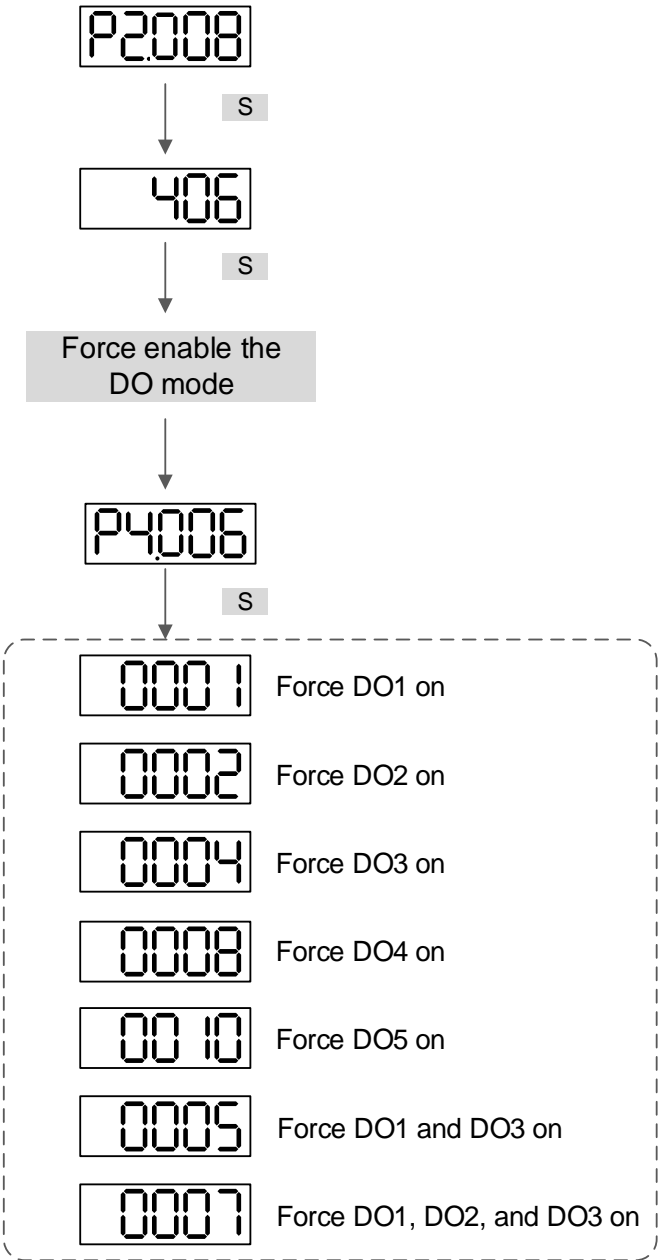 P2.008
S
406
S
Force enable the
DO mode
P4.006
S
0001 Force DO1 on
0002 Force DO2 on
0004 Force DO3 on
0008 Force DO4 on
0010 Force DO5 on
0005 Force DO1 and DO3 on
0007 Force DO1, DO2, and DO3 on